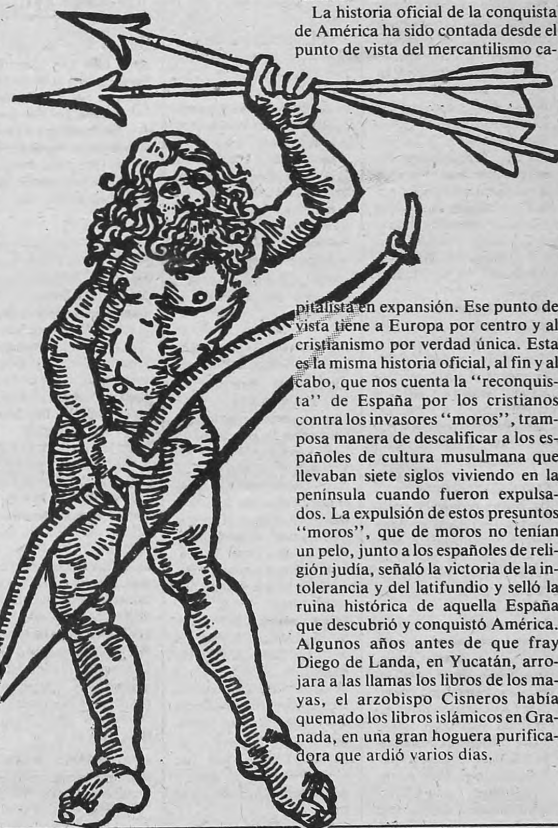 La historia oficial de la conquista
de América ha sido contada desde el
punto de vista del mercantilismo ca-
pitalista en expansión. Ese punto de
vista tiene a Europa por centro y al
cristianismo por verdad única. Esta
es la misma historia oficial, al fin y al
cabo, que nos cuenta la "reconquis-
ta" de España por los cristianos
contra los invasores "moros", tram-
posa manera de descalificar a los es-
pañoles de cultura musulmana que
llevaban siete siglos viviendo en la
península cuando fueron expulsa-
dos. La expulsión de estos presuntos
"moros", que de moros no tenían
un pelo, junto a los españoles de reli-
gión judía, señaló la victoria de la in-
tolerancia y del latifundio y selló la
ruina histórica de aquella España
que descubrió y conquistó América.
Algunos años antes de que fray
Diego de Landa, en Yucatán, arro-
jara a las llamas los libros de los ma-
yas, el arzobispo Cisneros había
quemado los libros islámicos en Gra-
nada, en una gran hoguera purifica-
dora que ardió varios días.